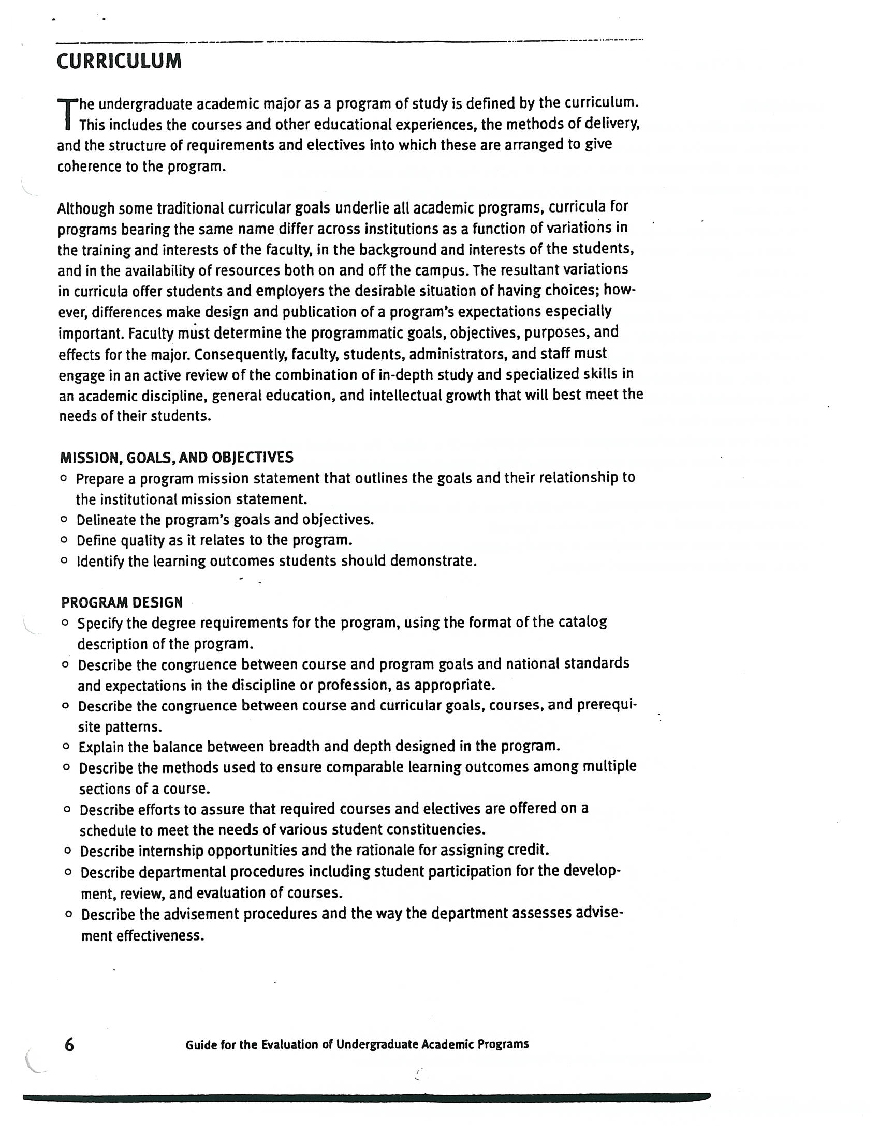 CURRICULUM
The undergraduate academic major as a program of study is defined by the curriculum.
This includes the courses and other educational experiences, the methods of delivery,
and the structure of requirements and electives into which these are arranged to give
coherence to the program.
Although some traditional curricular goals underlie all academic programs, curricula for
programs bearing the same name differ across institutions as a function of variations in
the training and interests of the faculty, in the background and interests of the students,
and in the availability of resources both on and off the campus. The resultant variations
in curricula offer students and employers the desirable situation of having choices; how-
ever, differences make design and publication of a program's expectations especially
important. Faculty must determine the programmatic goals, objectives, purposes, and
effects for the major. Consequently, faculty, students, administrators, and staff must
engage in an active review of the combination of in-depth study and specialized skills in
an academic discipline, general education, and intellectual growth that will best meet the
needs of their students.
MISSION, GOALS, AND OBJECTIVES
o Prepare a program mission statement that outlines the goals and their relationship to
the institutional mission statement.
o Delineate the program's goals and objectives.
o Define quality as it relates to the program.
o Identify the learning outcomes students should demonstrate.
PROGRAM DESIGN
o Specify the degree requirements for the program, using the format of the catalog
description of the program.
o Describe the congruence between course and program goals and national standards
and expectations in the discipline or profession, as appropriate.
o Describe the congruence between course and curricular goals, courses, and prerequi-
site patterns.
o Explain the balance between breadth and depth designed in the program.
o Describe the methods used to ensure comparable learning outcomes among multiple
sections of a course.
o Describe efforts to assure that required courses and electives are offered on a
schedule to meet the needs of various student constituencies.
o Describe internship opportunities and the rationale for assigning credit.
o Describe departmental procedures including student participation for the develop-
ment, review, and evaluation of courses.
o Describe the advisement procedures and the way the department assesses advise-
ment effectiveness.
6 Guide for the Evaluation of Undergraduate Academic Programs